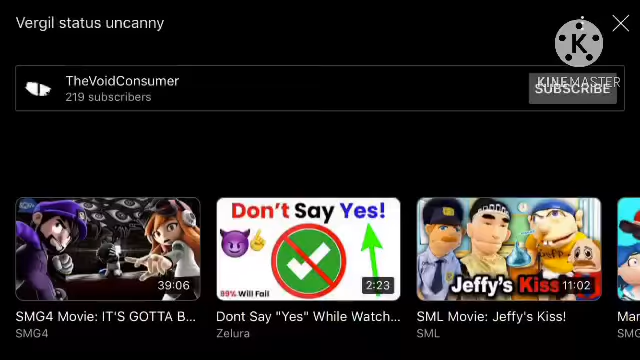 Vergil status uncanny
K
KINEMASTER
TheVoidConsumer
SUBSCRIBE
219 subscribers
39:06
Don't Say Yes!
99% Will Fail
2:23
Jeffy's Kiss!
11:02
SMG4 Movie: IT'S GOTTA B...
Dont Say "Yes" While Watch...
SML Movie: Jeffy's Kiss!
Mar
SMG4
Zelura
SML
SMG